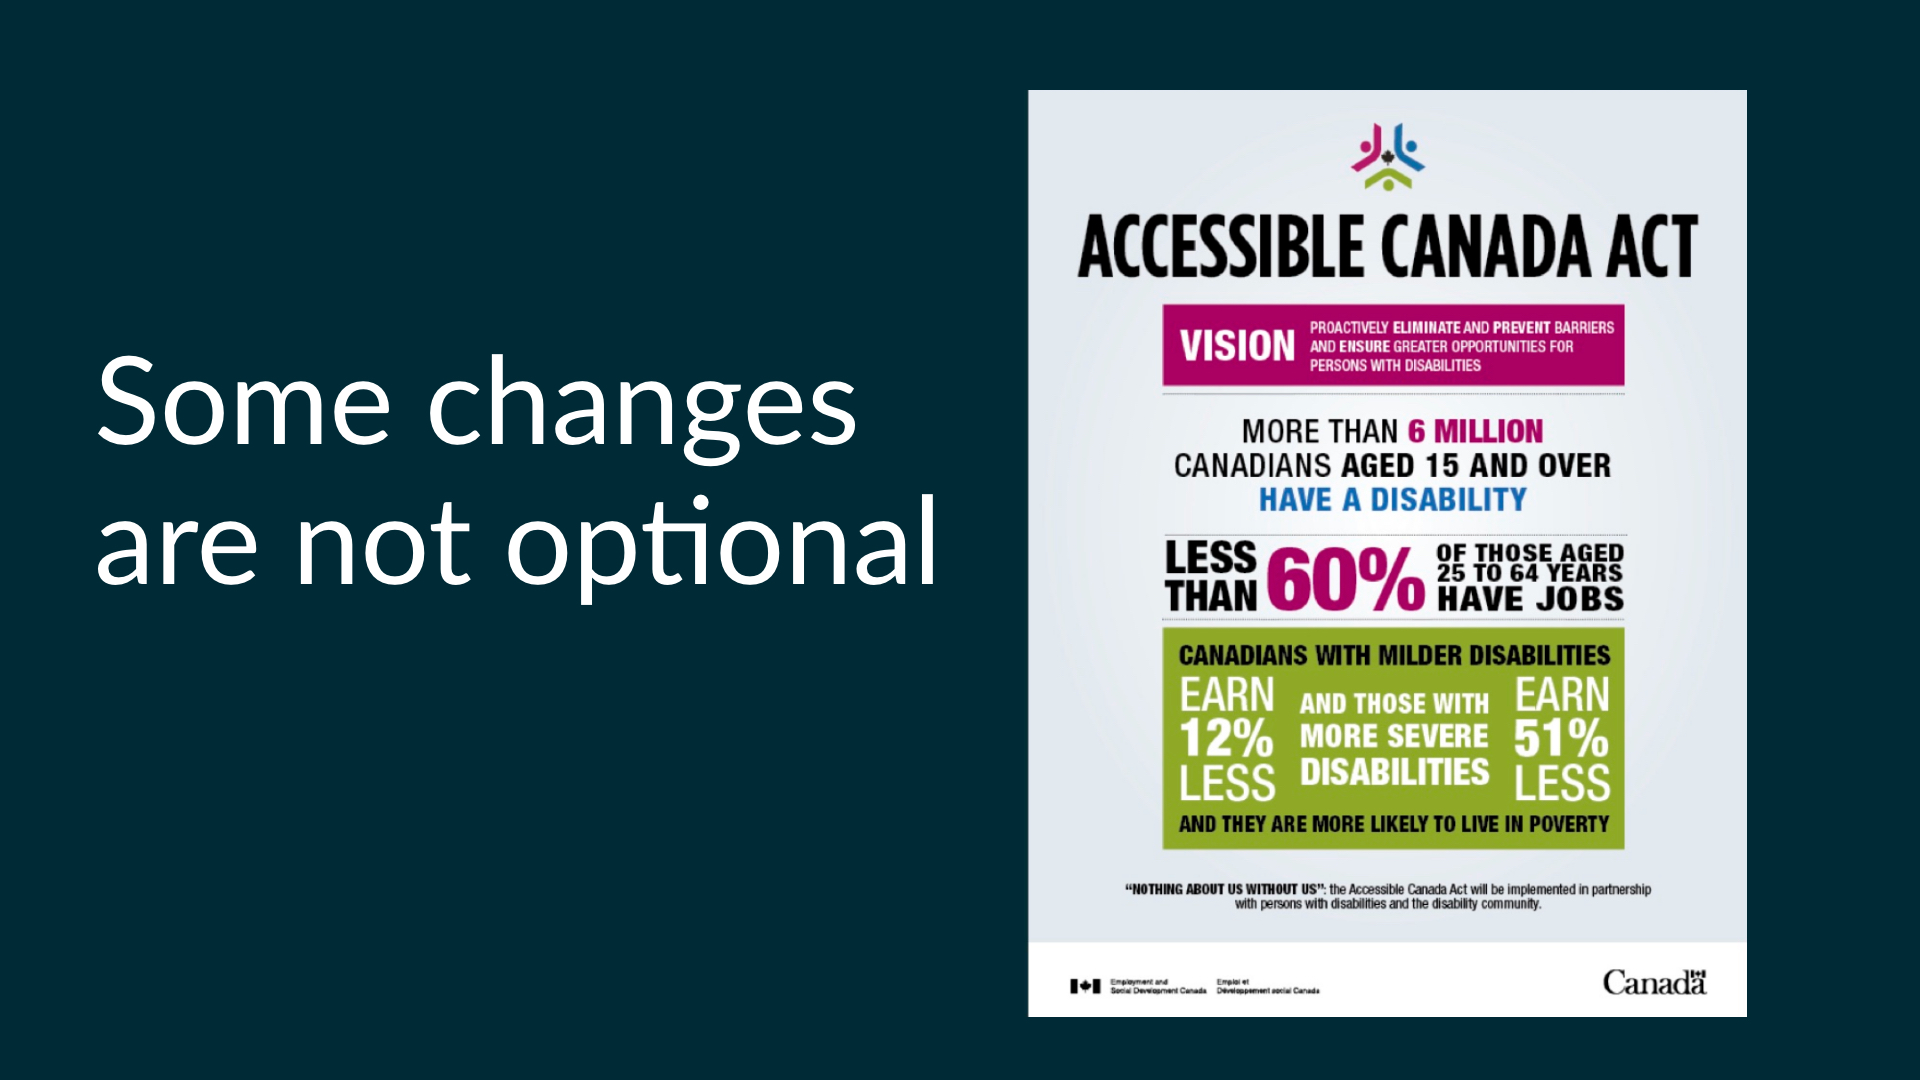 Some changes
are not optional
ACCESSIBLE CANADA ACT
VISION
PROACTIVELY ELIMINATE AND PREVENT BARRIERS
AND ENSURE GREATER OPPORTUNITIES FOR
PERSONS WITH DISABILITIES
MORE THAN 6 MILLION
CANADIANS AGED 15 AND OVER
HAVE A DISABILITY
LESS
THAN
60%
OF THOSE AGED
25 TO 64 YEARS
HAVE JOBS
CANADIANS WITH MILDER DISABILITIES
EARN
12%
LESS
AND THOSE WITH
MORE SEVERE
DISABILITIES
EARN
51%
LESS
AND THEY ARE MORE LIKELY TO LIVE IN POVERTY
“NOTHING ABOUT US WITHOUT US”: the Accessible Canada Act will be implemented in partnership
with persons with disabilities and the disability community.
Employment and
Social Development Canada
Emploi et
Développement social Canada
Canada